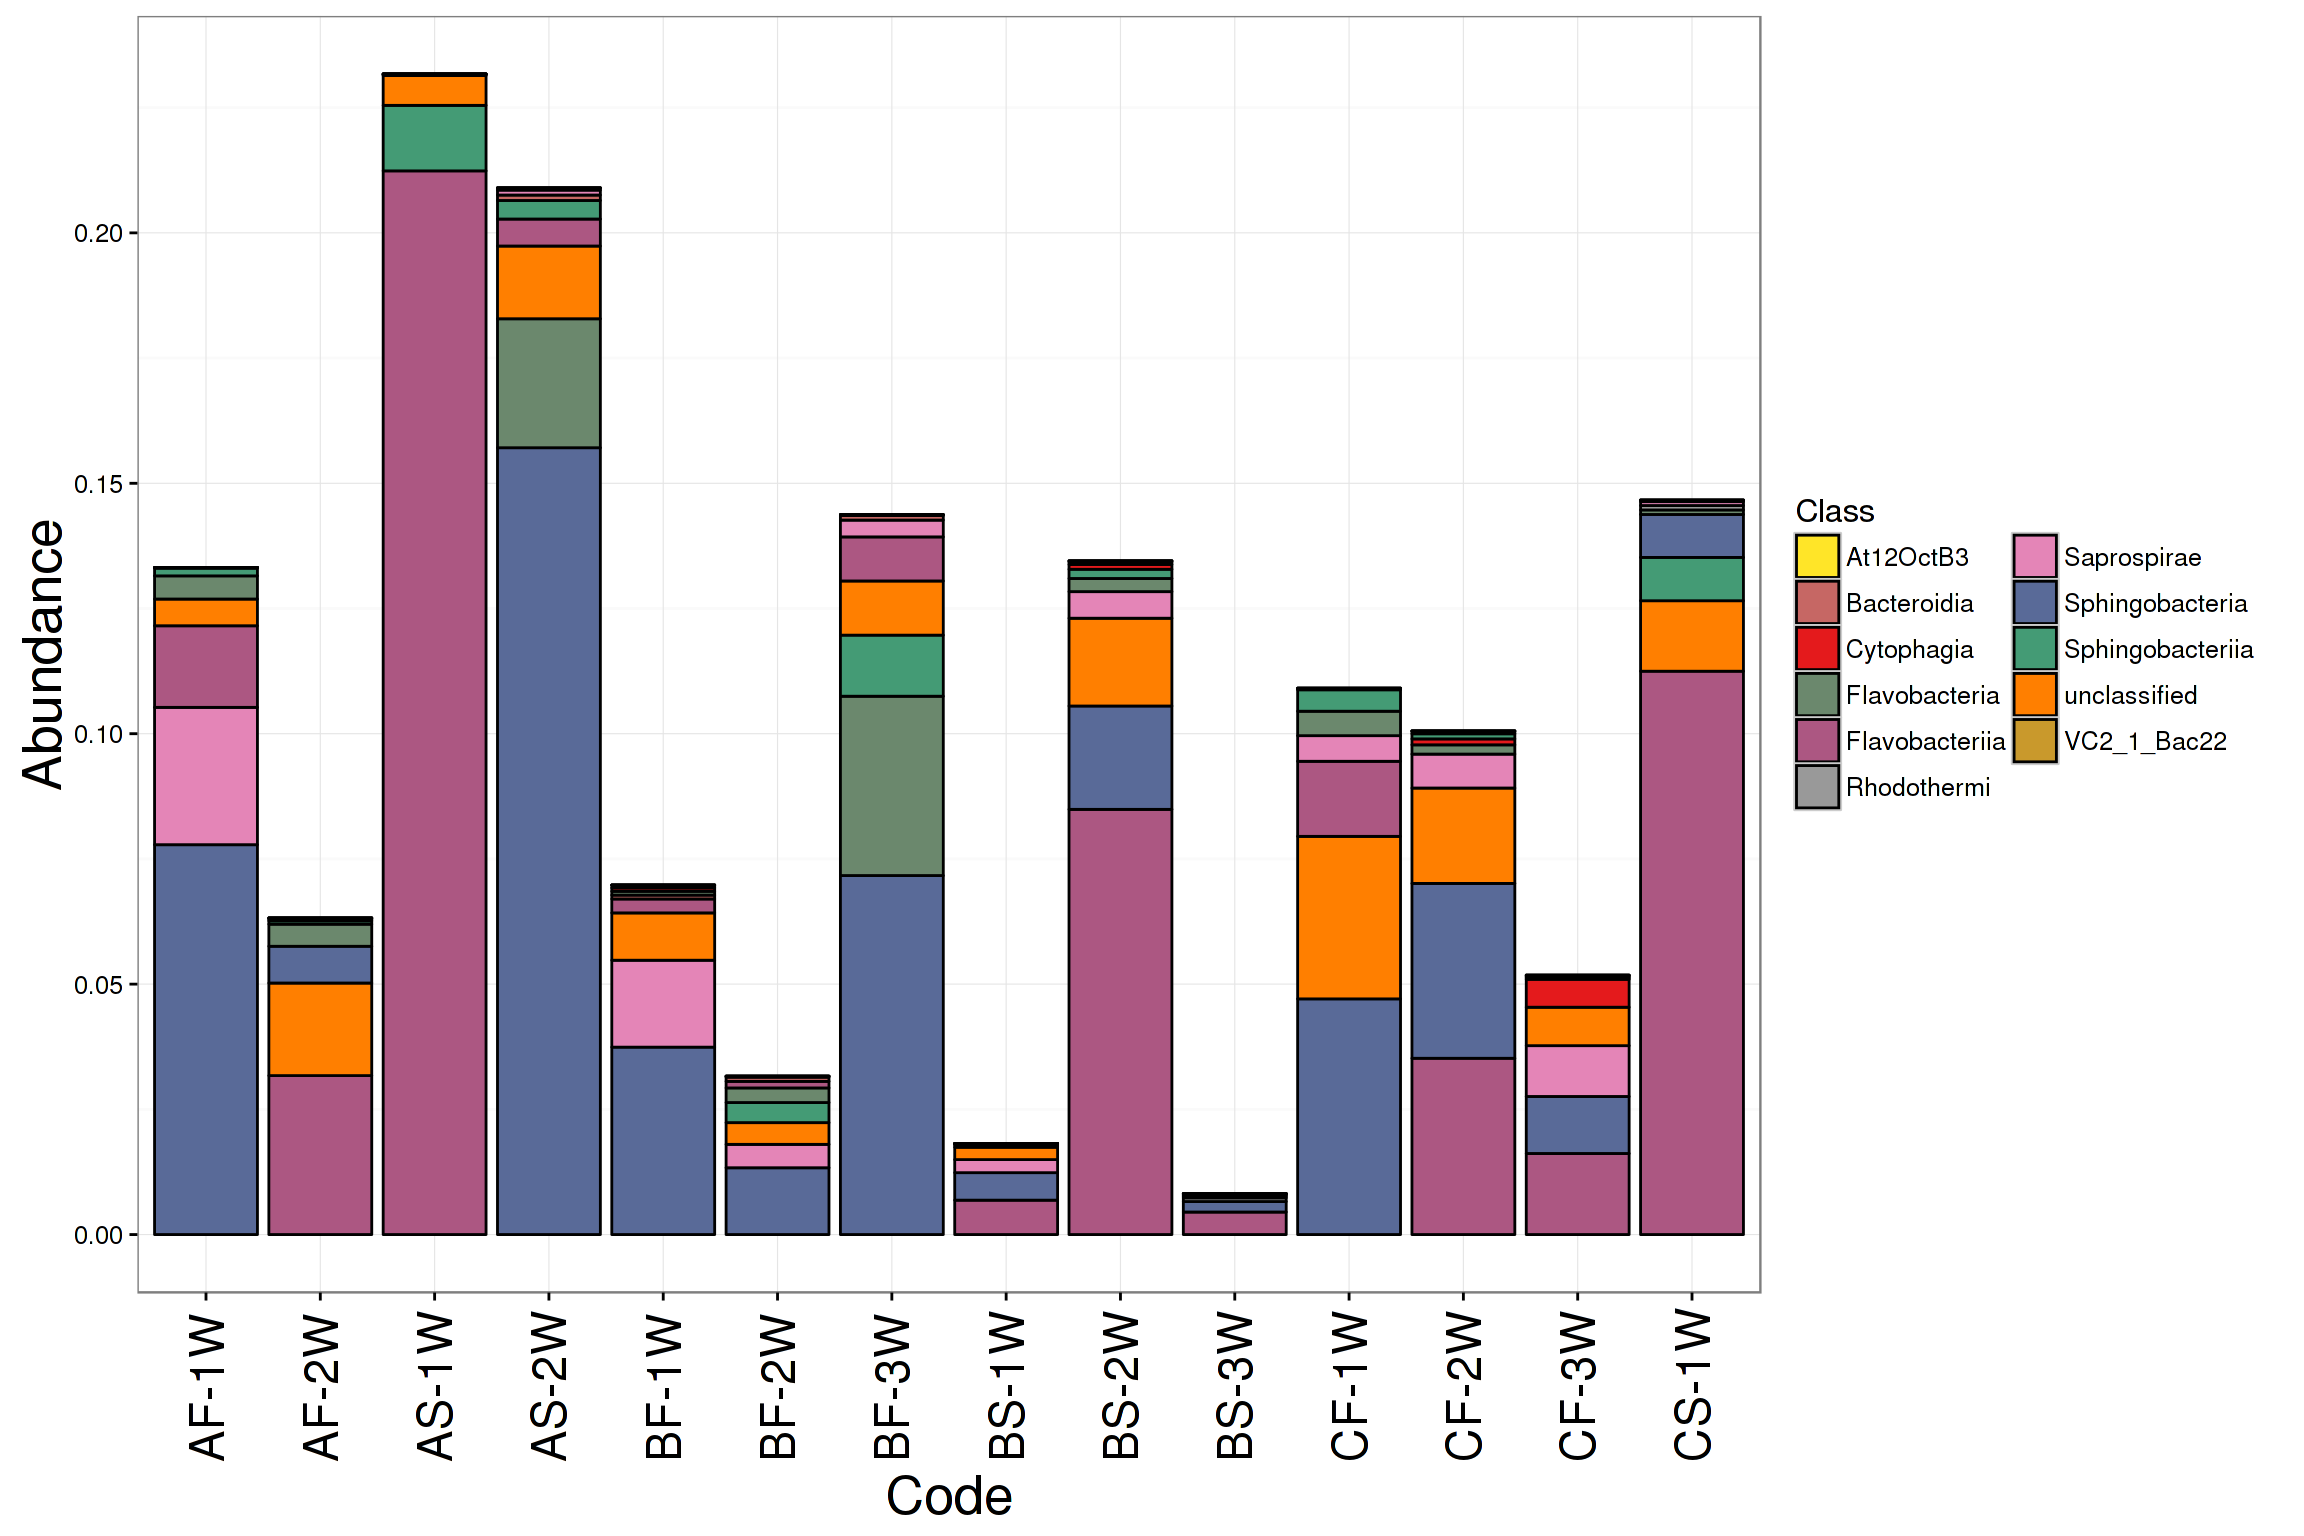 Abundance
0.20
0.15
0.10
0.05
0.00
AF-1W
AF-2W
AS-1W
AS-2W
BF-1W
BF-2W
BF-3W
BS-1W
BS-2W
BS-3W
CF-1W
CF-2W
CF-3W
CS-1W
Code
Class
At12OctB3
Bacteroidia
Cytophagia
Flavobacteria
Flavobacteriia
Rhodothermi
Saprospirae
Sphingobacteria
Sphingobacteriia
unclassified
VC2_1_Bac22